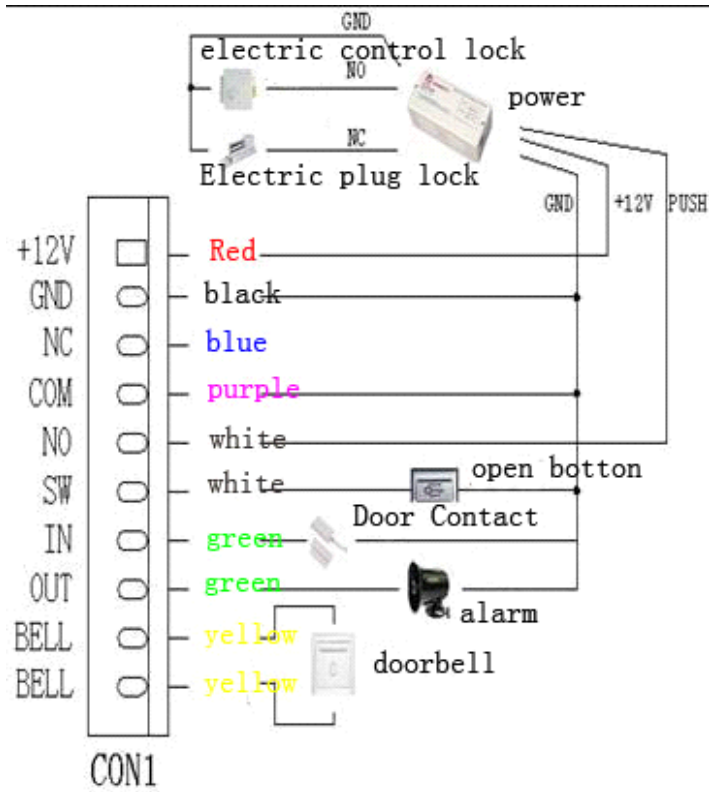 GND
electric control lock
NO
power
NC
Electric plug lock
GND +12V PUSH
+12V Red
GND black
NC blue
COM purple
NO white
SW white open botton
Door Contact
IN green
OUT green
alarm
BELL yellow
doorbell
BELL yellow
CON1